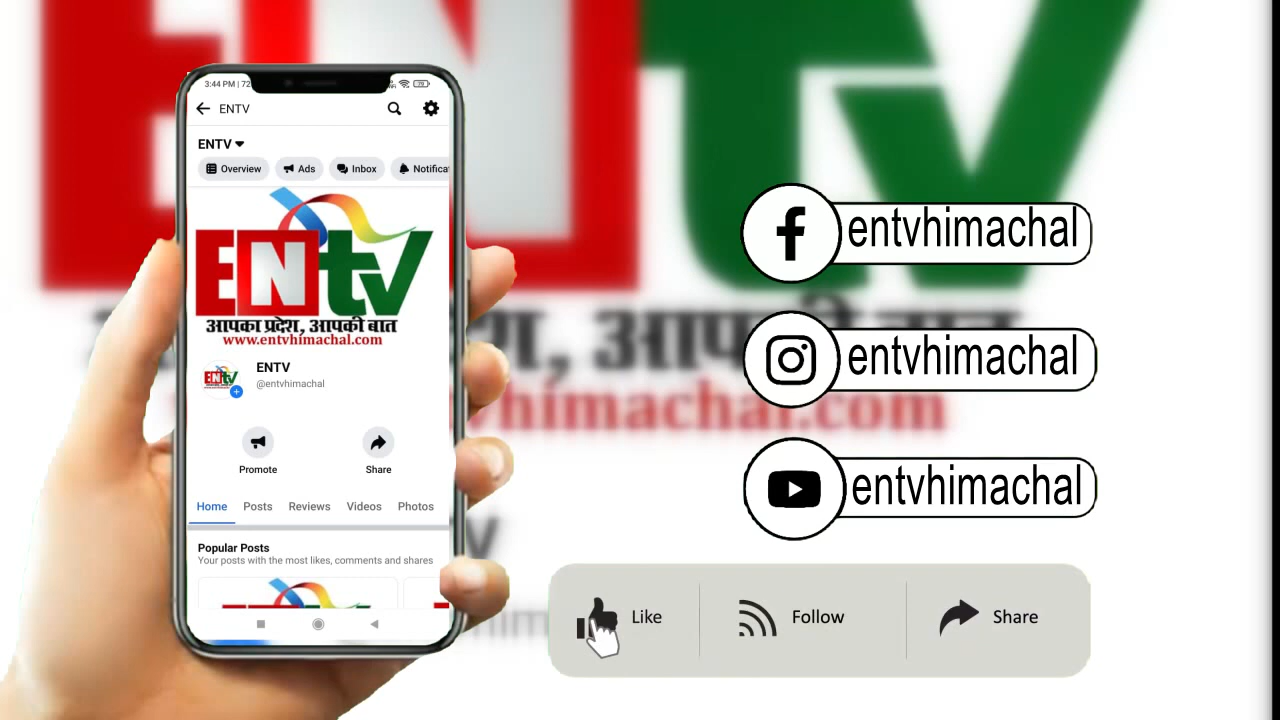 3:44 PM | 72
ENTV
ENTV
Overview
Ads
Inbox
Notifica
ENtv
आपका प्रदेश, आपकी बात
www.entvhimachal.com
ENTV
@entvhimachal
Promote
Share
Home
Posts
Reviews
Videos
Photos
Popular Posts
Your posts with the most likes, comments and shares
entvhimachal
entvhimachal
entvhimachal
Like
Follow
Share